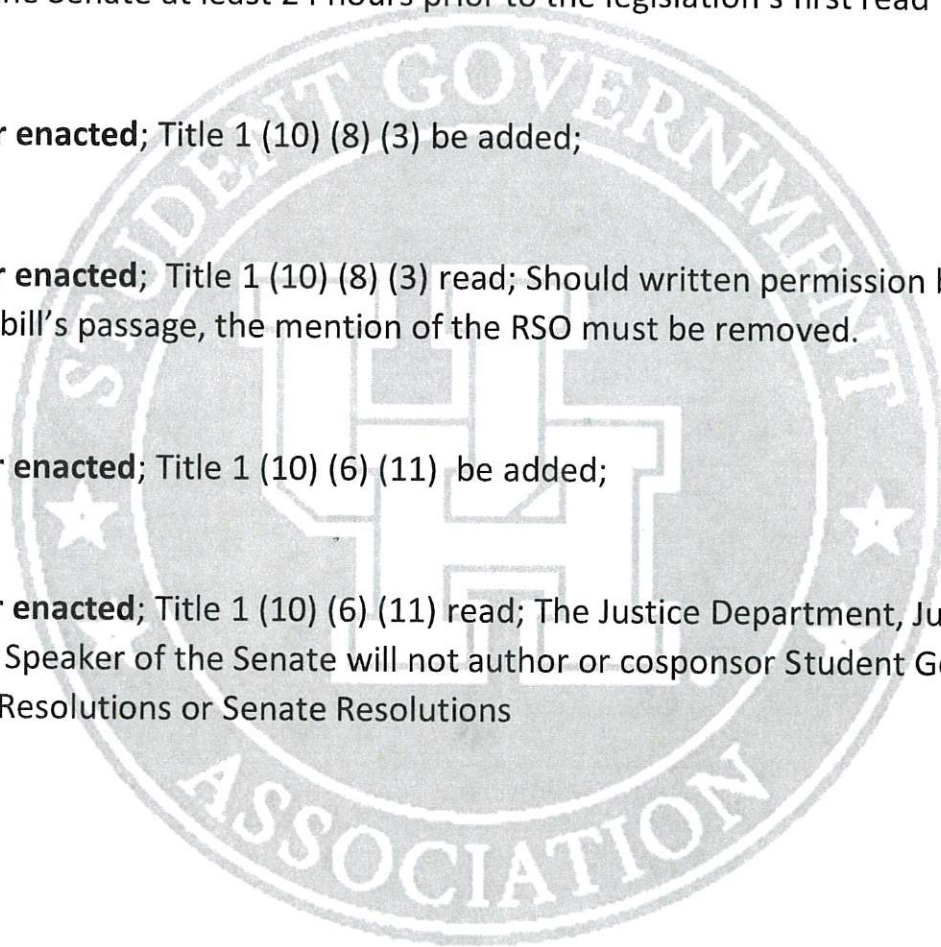 the Senate at least 24 hours prior to the legislation's first read
r enacted; Title 1 (10) (8) (3) be added;
r enacted; Title 1 (10) (8) (3) read; Should written permission b
bill's passage, the mention of the RSO must be removed.
r enacted; Title 1 (10) (6) (11) be added;
r enacted; Title 1 (10) (6) (11) read; The Justice Department, Ju
Speaker of the Senate will not author or cosponsor Student G
Resolutions or Senate Resolutions
STUDENT GOVERNMENT
UH
ASSOCIATION